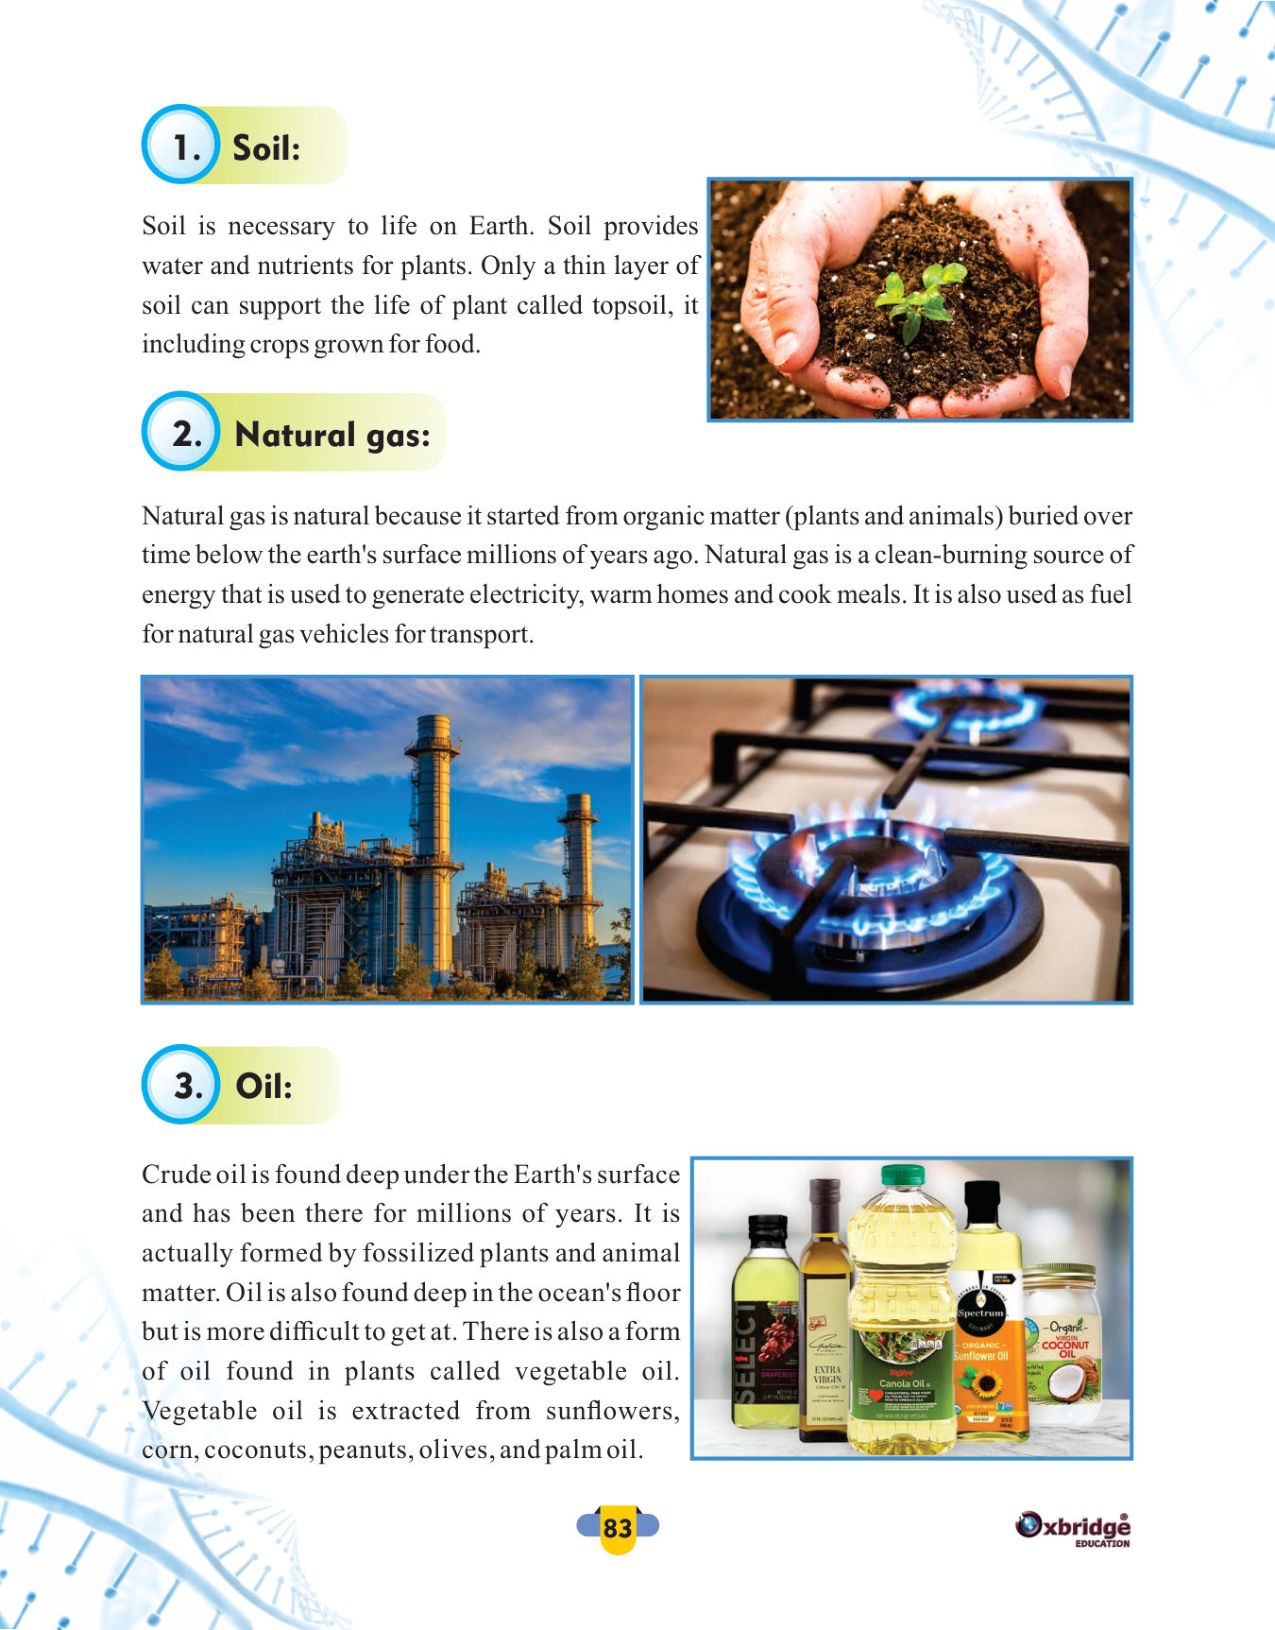 1. Soil:
Soil is necessary to life on Earth. Soil provides
water and nutrients for plants. Only a thin layer of
soil can support the life of plant called topsoil, it
including crops grown for food.
2. Natural gas:
Natural gas is natural because it started from organic matter (plants and animals) buried over
time below the earth's surface millions of years ago. Natural gas is a clean-burning source of
energy that is used to generate electricity, warm homes and cook meals. It is also used as fuel
for natural gas vehicles for transport.
3. Oil:
Crude oil is found deep under the Earth's surface
and has been there for millions of years. It is
actually formed by fossilized plants and animal
matter. Oil is also found deep in the ocean's floor
but is more difficult to get at. There is also a form
of oil found in plants called vegetable oil.
Vegetable oil is extracted from sunflowers,
corn, coconuts, peanuts, olives, and palm oil.
SELECT
GRAPESEED
EXTRA
VIRGIN
HyVee
Canola Oil
Spectrum
CULINARY
ORGANIC
Sunflower Oil
Organic
VIRGIN
COCONUT
OIL
83
Oxbridge®
EDUCATION